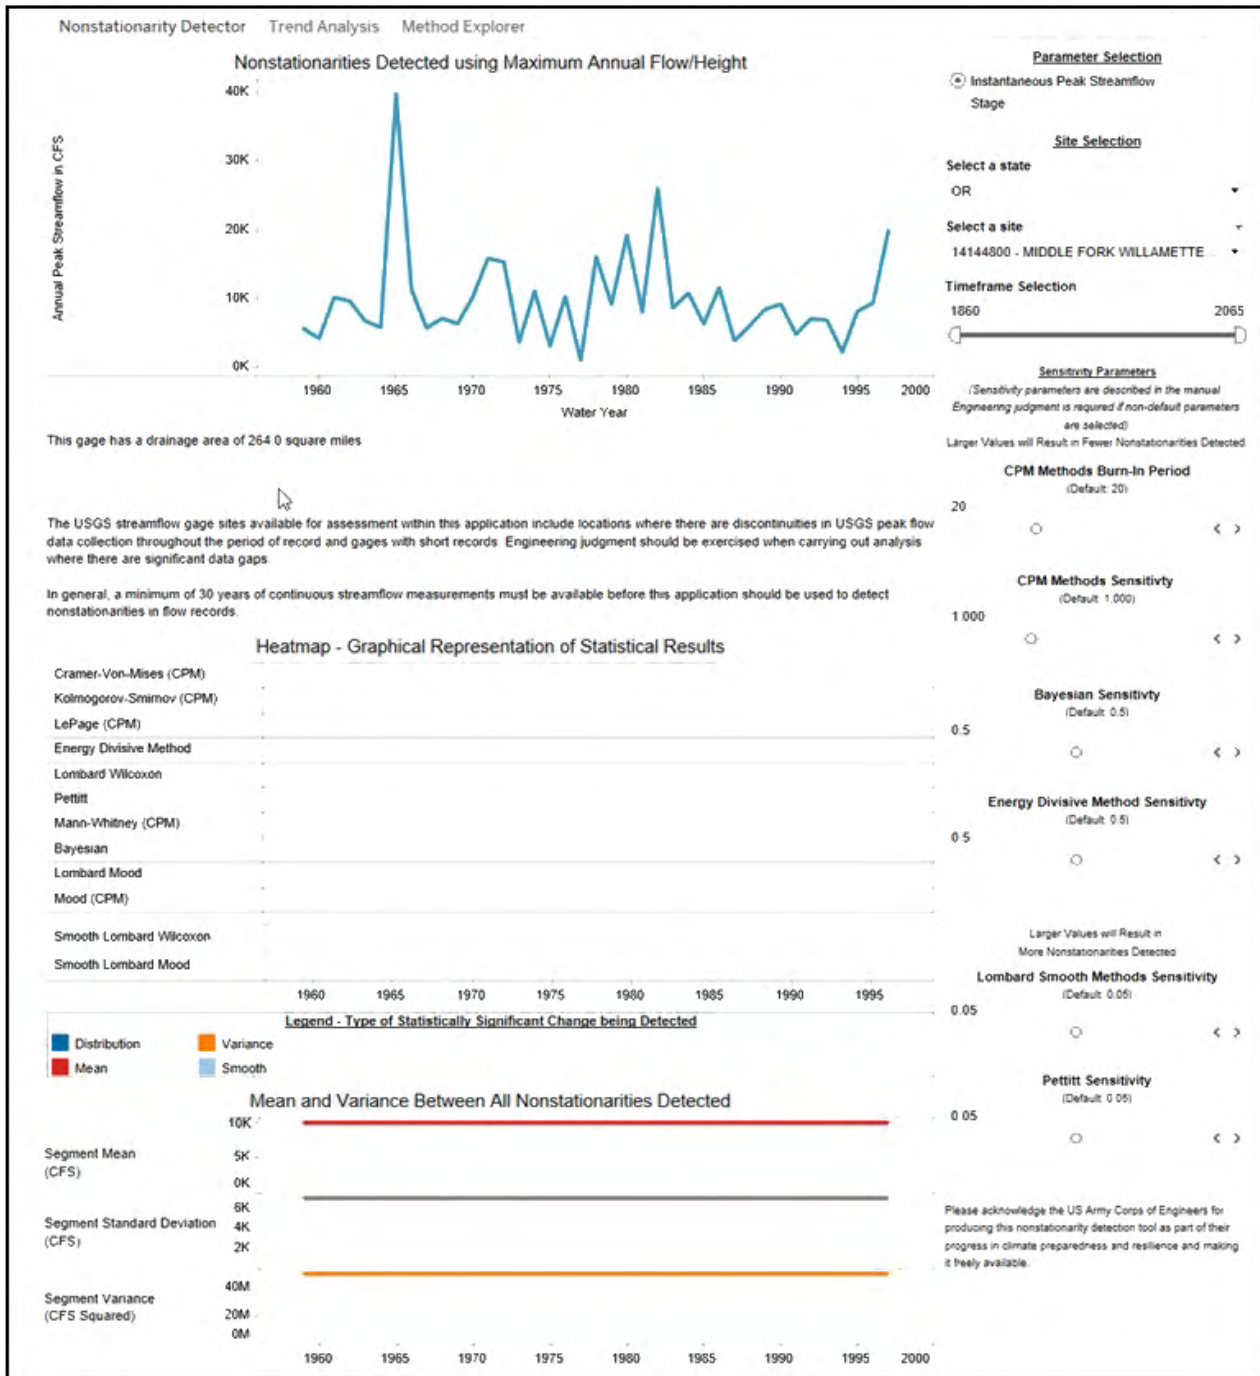 Nonstationarity Detector Trend Analysis Method Explorer
Nonstationarities Detected using Maximum Annual Flow/Height
Annual Peak Streamflow in CFS
40K
30K
20K
10K
0K
1960 1965 1970 1975 1980 1985 1990 1995 2000
Water Year
This gage has a drainage area of 264.0 square miles
The USGS streamflow gage sites available for assessment within this application include locations where there are discontinuities in USGS peak flow
data collection throughout the period of record and gages with short records. Engineering judgment should be exercised when carrying out analysis
where there are significant data gaps.
In general, a minimum of 30 years of continuous streamflow measurements must be available before this application should be used to detect
nonstationarities in flow records.
Heatmap - Graphical Representation of Statistical Results
Cramer-Von-Mises (CPM)
Kolmogorov-Smirnov (CPM)
LePage (CPM)
Energy Divisive Method
Lombard Wilcoxon
Pettitt
Mann-Whitney (CPM)
Bayesian
Lombard Mood
Mood (CPM)
Smooth Lombard Wilcoxon
Smooth Lombard Mood
1960 1965 1970 1975 1980 1985 1990 1995
Legend - Type of Statistically Significant Change being Detected
Distribution Variance
Mean Smooth
Mean and Variance Between All Nonstationarities Detected
Segment Mean
(CFS)
10K
5K
0K
Segment Standard Deviation
(CFS)
6K
4K
2K
Segment Variance
(CFS Squared)
40M
20M
0M
1960 1965 1970 1975 1980 1985 1990 1995 2000
Parameter Selection
Instantaneous Peak Streamflow
Stage
Site Selection
Select a state
OR
Select a site
14144800 - MIDDLE FORK WILLAMETTE
Timeframe Selection
1860 2065
Sensitivity Parameters
(Sensitivity parameters are described in the manual
Engineering judgment is required if non-default parameters
are selected)
Larger Values will Result in Fewer Nonstationarities Detected
CPM Methods Burn-In Period
(Default: 20)
20
CPM Methods Sensitivty
(Default: 1,000)
1.000
Bayesian Sensitivty
(Default: 0.5)
0.5
Energy Divisive Method Sensitivty
(Default: 0.5)
0.5
Larger Values will Result in
More Nonstationarities Detected
Lombard Smooth Methods Sensitivity
(Default: 0.05)
0.05
Pettitt Sensitivity
(Default: 0.05)
0.05
Please acknowledge the US Army Corps of Engineers for
producing this nonstationarity detection tool as part of their
progress in climate preparedness and resilience and making
it freely available.